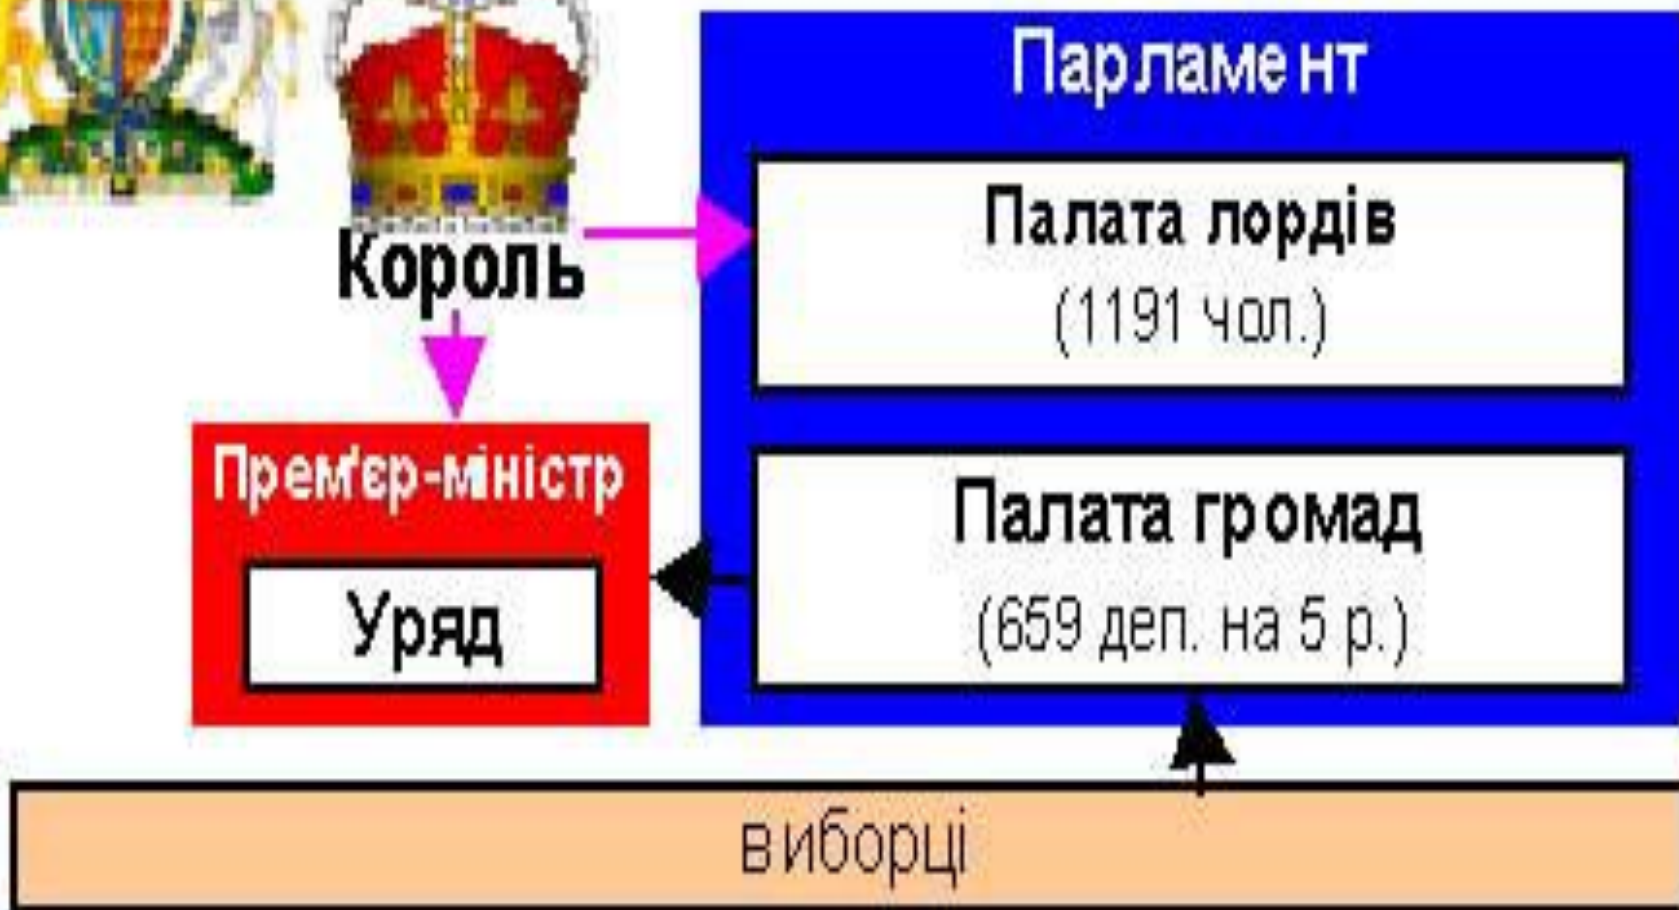 Король
Парламент
Палата лордів
(1191 чол.)
Прем'єр-міністр
Уряд
Палата громад
(659 деп. на 5 р.)
виборці